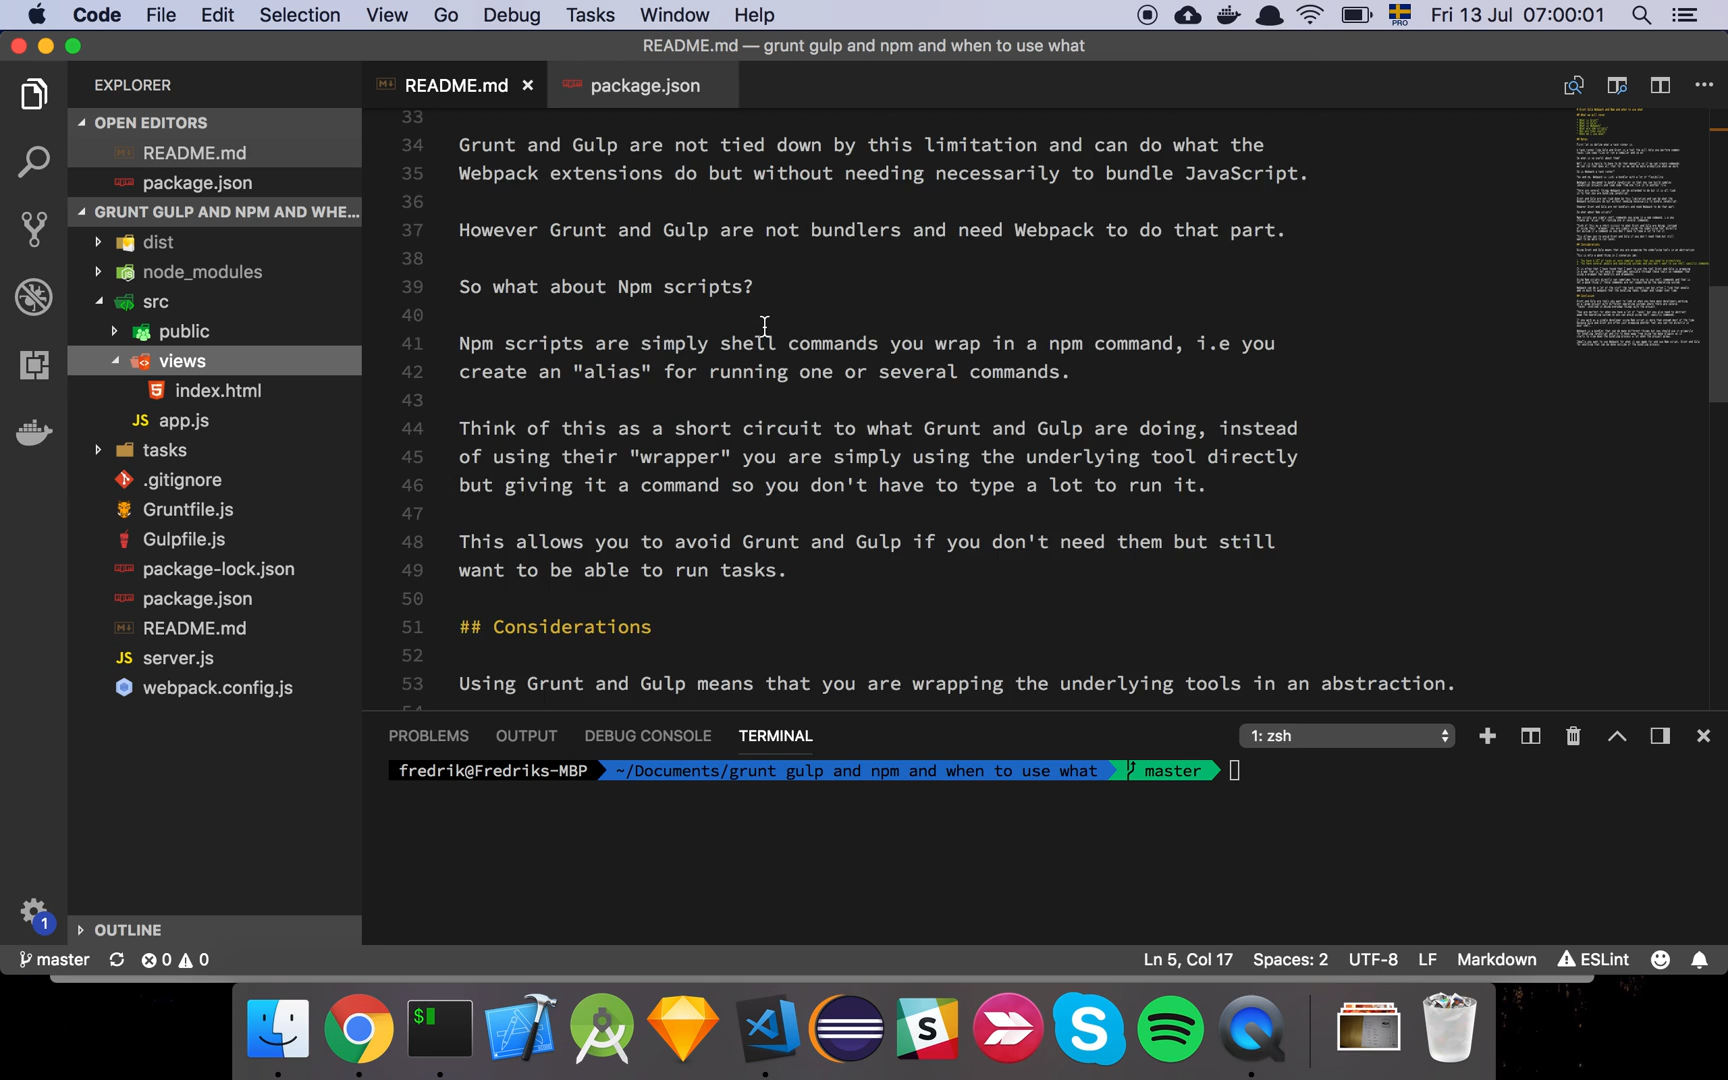 Code File Edit Selection View Go Debug Tasks Window Help PRO Fri 13 Jul 07:00:01
README.md — grunt gulp and npm and when to use what
EXPLORER
README.md
package.json
OPEN EDITORS
README.md
package.json
GRUNT GULP AND NPM AND WHE...
dist
node_modules
src
public
views
index.html
app.js
tasks
.gitignore
Gruntfile.js
Gulpfile.js
package-lock.json
package.json
README.md
server.js
webpack.config.js
OUTLINE
33
34 Grunt and Gulp are not tied down by this limitation and can do what the
35 Webpack extensions do but without needing necessarily to bundle JavaScript.
36
37 However Grunt and Gulp are not bundlers and need Webpack to do that part.
38
39 So what about Npm scripts?
40
41 Npm scripts are simply shell commands you wrap in a npm command, i.e you
42 create an "alias" for running one or several commands.
43
44 Think of this as a short circuit to what Grunt and Gulp are doing, instead
45 of using their "wrapper" you are simply using the underlying tool directly
46 but giving it a command so you don't have to type a lot to run it.
47
48 This allows you to avoid Grunt and Gulp if you don't need them but still
49 want to be able to run tasks.
50
51 ## Considerations
52
53 Using Grunt and Gulp means that you are wrapping the underlying tools in an abstraction.
54
PROBLEMS OUTPUT DEBUG CONSOLE TERMINAL 1: zsh
fredrik@Fredriks-MBP ~/Documents/grunt gulp and npm and when to use what master
1
master 0 0 Ln 5, Col 17 Spaces: 2 UTF-8 LF Markdown ESLint
$
S